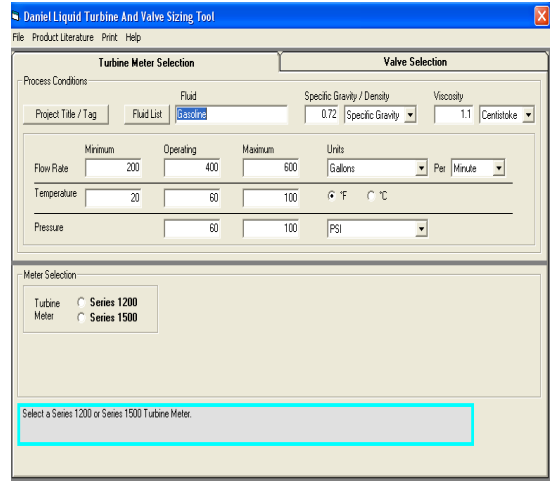 Daniel Liquid Turbine And Valve Sizing Tool
File Product Literature Print Help
Turbine Meter Selection Valve Selection
Process Conditions
Fluid Specific Gravity / Density Viscosity
Project Title / Tag Fluid List Gasoline 0.72 Specific Gravity 1.1 Centistoke
Minimum Operating Maximum Units
Flow Rate 200 400 600 Gallons Per Minute
Temperature 20 60 100 °F °C
Pressure 60 100 PSI
Meter Selection
Turbine Meter Series 1200
Series 1500
Select a Series 1200 or Series 1500 Turbine Meter.